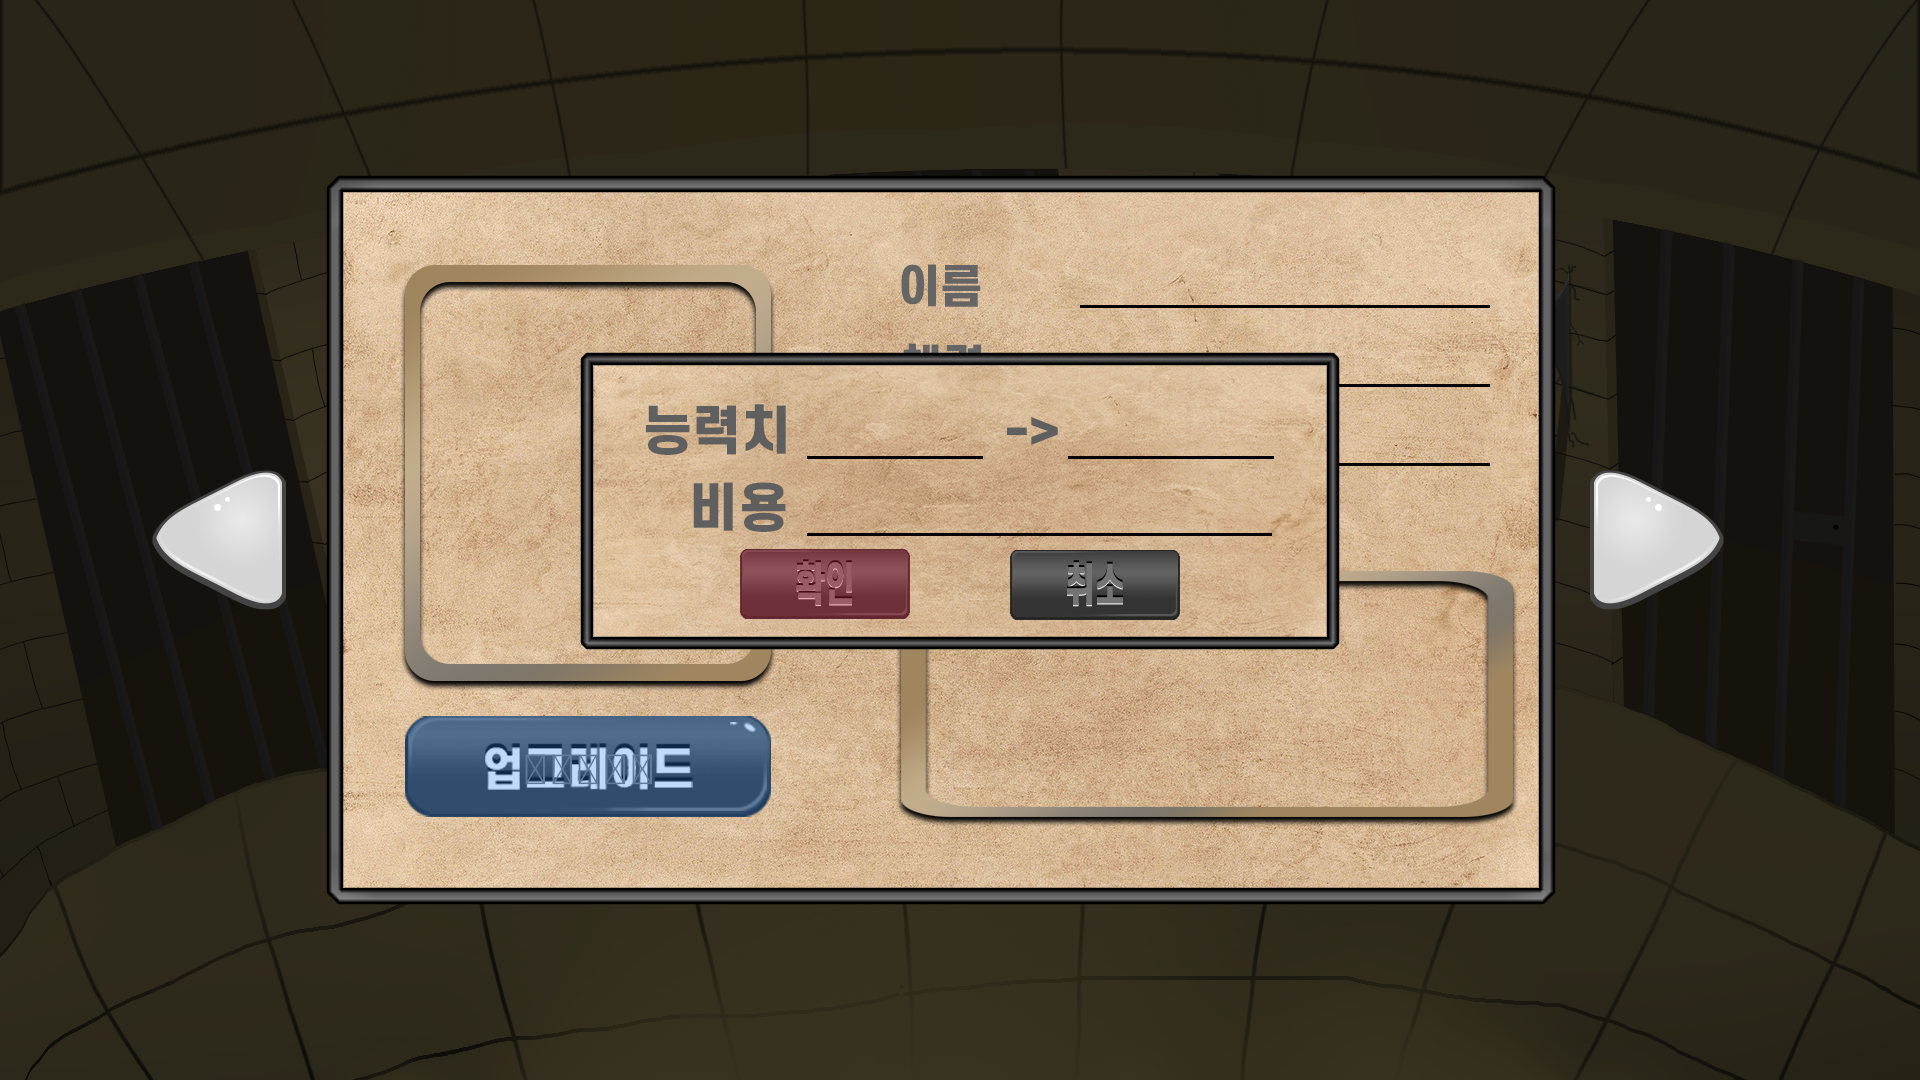 이름
능력치 ->
비용
확인 취소
업그레이드